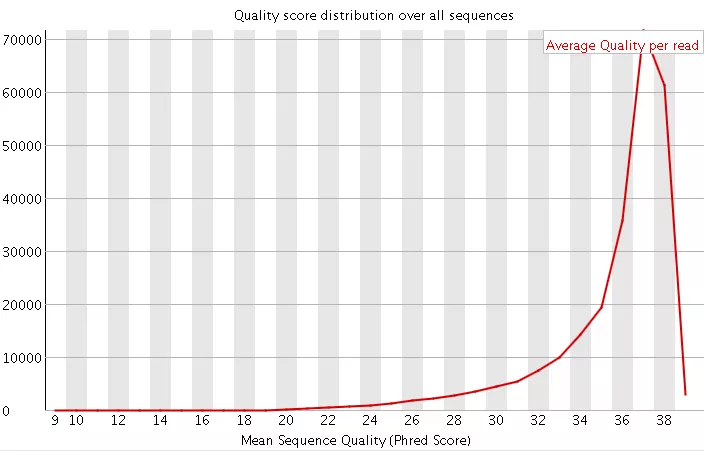 Quality score distribution over all sequences
Average Quality per read
70000
60000
50000
40000
30000
20000
10000
0
9 10 12 14 16 18 20 22 24 26 28 30 32 34 36 38
Mean Sequence Quality (Phred Score)